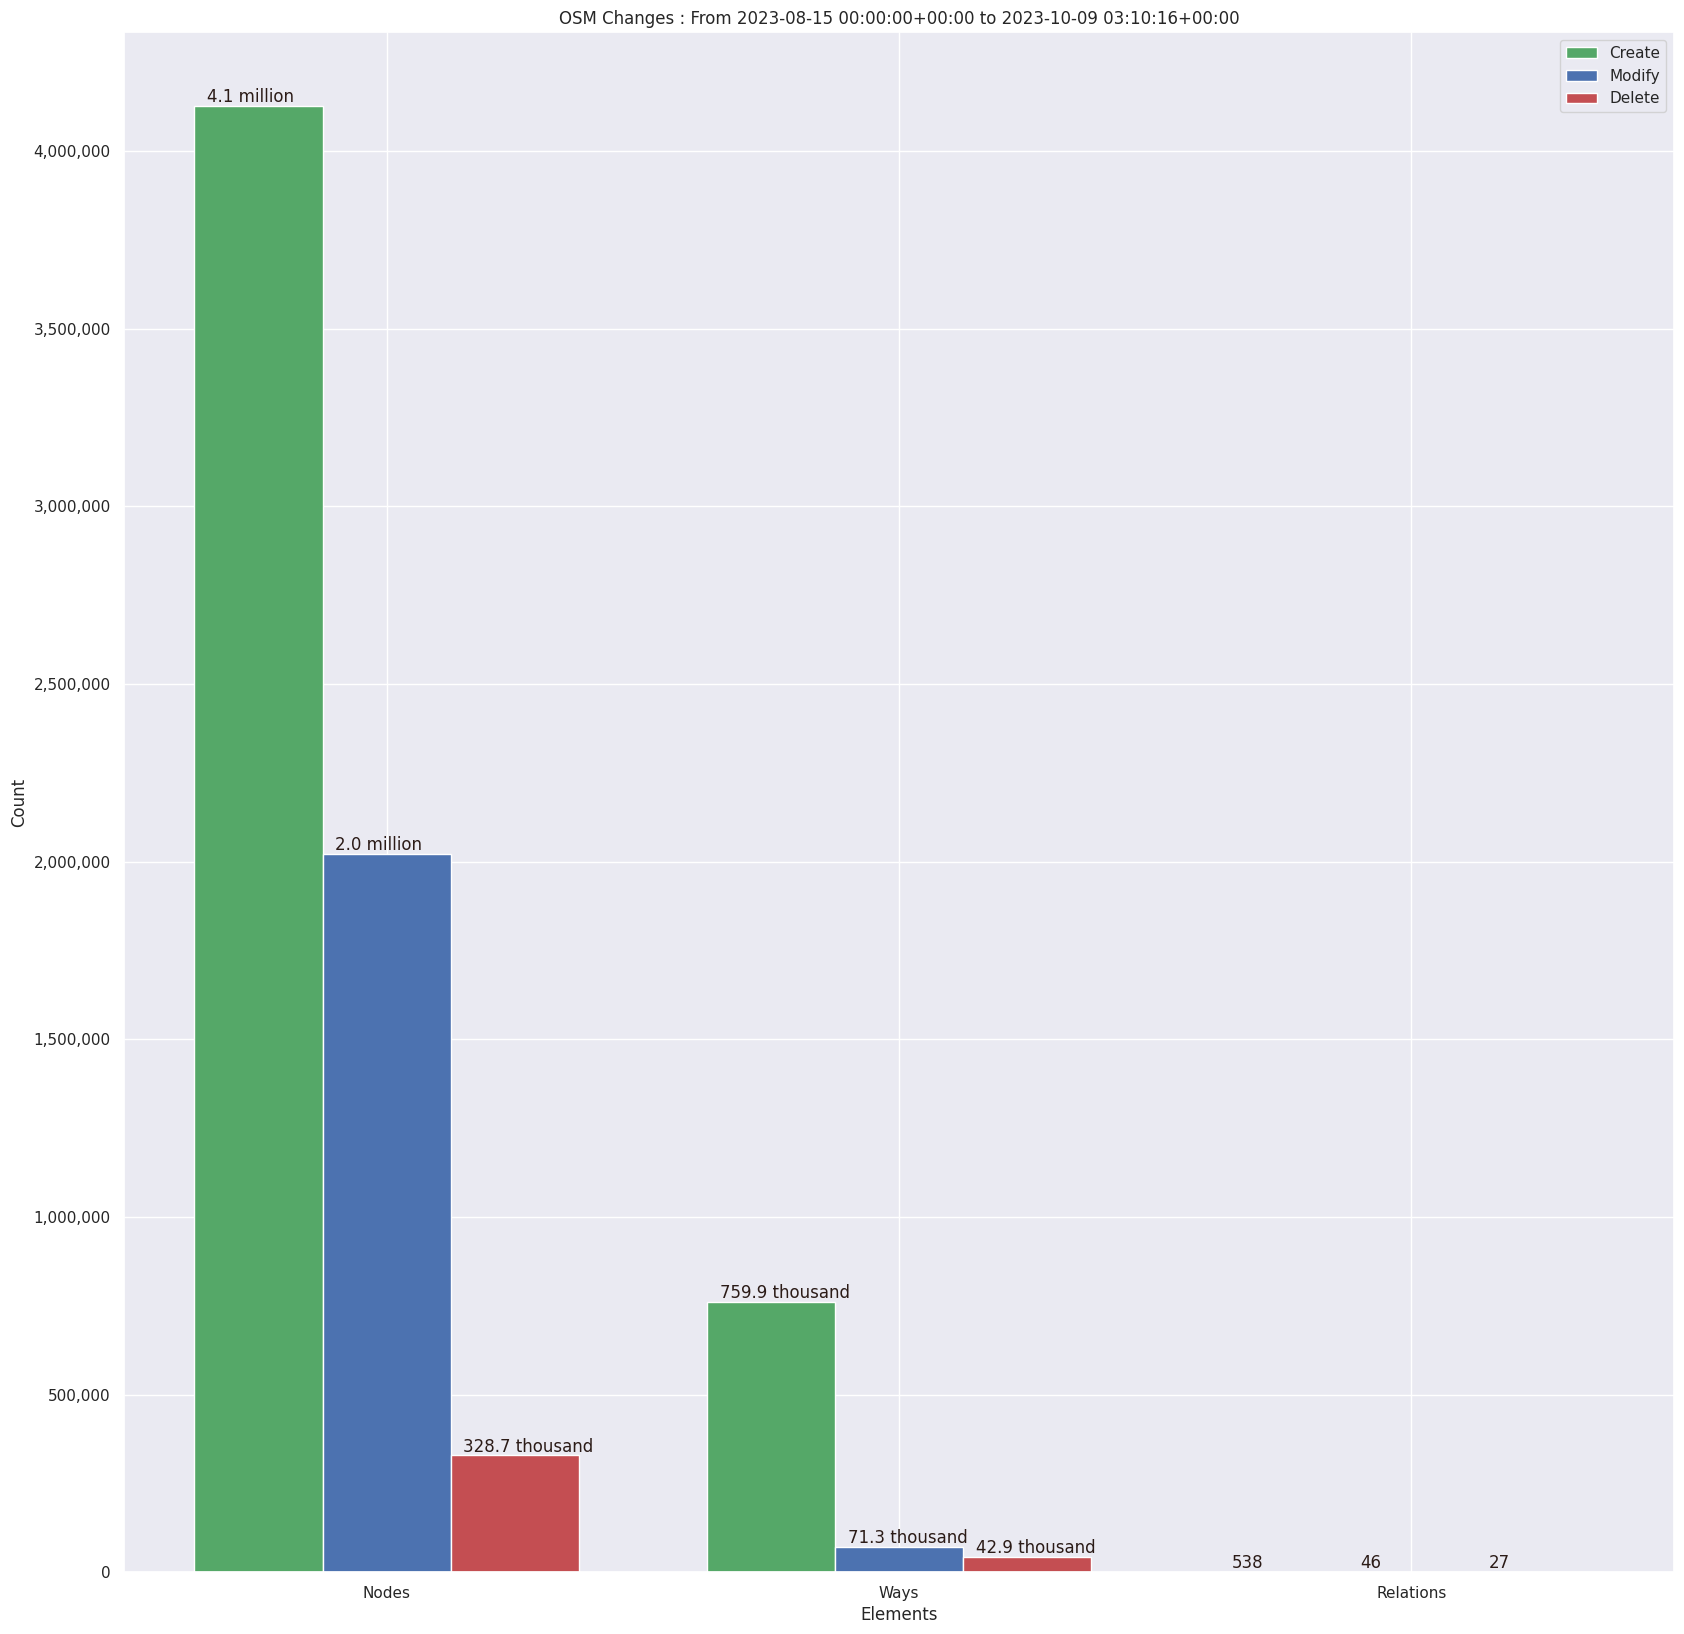 OSM Changes : From 2023-08-15 00:00:00+00:00 to 2023-10-09 03:10:16+00:00
Create
Modify
Delete
4.1 million
2.0 million
328.7 thousand
759.9 thousand
71.3 thousand
42.9 thousand
538
46
27
4,000,000
3,500,000
3,000,000
2,500,000
2,000,000
1,500,000
1,000,000
500,000
0
Count
Nodes
Ways
Relations
Elements